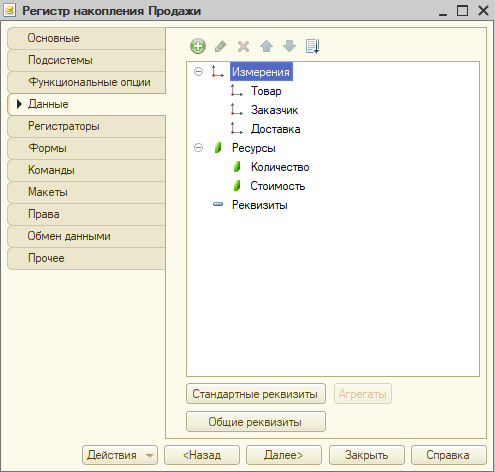 Регистр накопления Продажи
Основные
Подсистемы
Функциональные опции
Данные
Регистраторы
Формы
Команды
Макеты
Права
Обмен данными
Прочее
Измерения
Товар
Заказчик
Доставка
Ресурсы
Количество
Стоимость
Реквизиты
Стандартные реквизиты
Агрегаты
Общие реквизиты
Действия
<Назад
Далее>
Закрыть
Справка